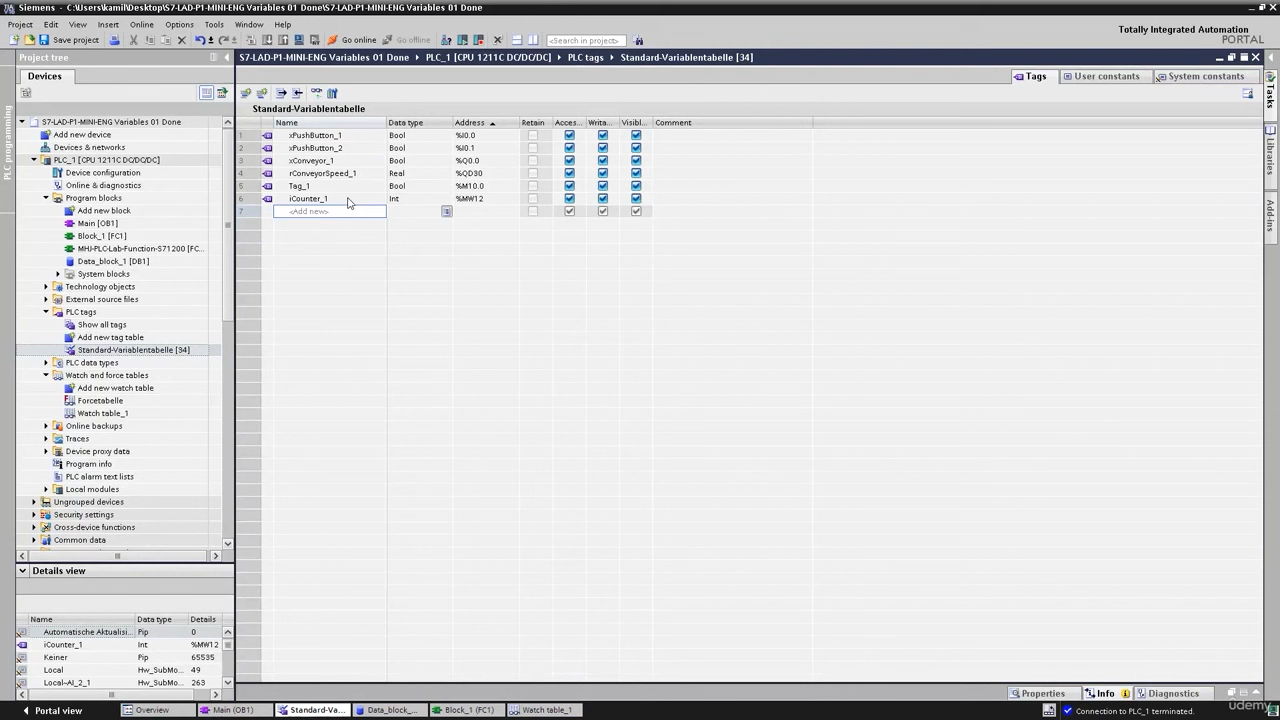 Siemens - C:\Users\kamil\Desktop\S7-LAD-P1-MINI-ENG Variables 01 Done\S7-LAD-P1-MINI-ENG Variables 01 Done
Project Edit View Insert Online Options Tools Window Help
Totally Integrated Automation
PORTAL
Save project Go online Go offline <Search in project>
Project tree
S7-LAD-P1-MINI-ENG Variables 01 Done PLC_1 [CPU 1211C DC/DC/DC] PLC tags Standard-Variablentabelle [34]
Devices
Tags User constants System constants
PLC programming
Tasks
Libraries
Add-ins
S7-LAD-P1-MINI-ENG Variables 01 Done
Add new device
Devices & networks
PLC_1 [CPU 1211C DC/DC/DC]
Device configuration
Online & diagnostics
Program blocks
Add new block
Main [OB1]
Block_1 [FC1]
MHJ-PLC-Lab-Function-S71200 [FC...
Data_block_1 [DB1]
System blocks
Technology objects
External source files
PLC tags
Show all tags
Add new tag table
Standard-Variablentabelle [34]
PLC data types
Watch and force tables
Add new watch table
Forcetabelle
Watch table_1
Online backups
Traces
Device proxy data
Program info
PLC alarm text lists
Local modules
Ungrouped devices
Security settings
Cross-device functions
Common data
Standard-Variablentabelle
Name Data type Address Retain Acces... Writa... Visibl... Comment
1 xPushButton_1 Bool %I0.0
2 xPushButton_2 Bool %I0.1
3 xConveyor_1 Bool %Q0.0
4 rConveyorSpeed_1 Real %QD30
5 Tag_1 Bool %M10.0
6 iCounter_1 Int %MW12
7 <Add new>
Details view
Name Data type Details
Automatische Aktualisi... Pip 0
iCounter_1 Int %MW12
Keiner Pip 65535
Local Hw_SubMo... 49
Local~AI_2_1 Hw_SubMo... 263
Properties Info Diagnostics
Portal view Overview Main (OB1) Standard-Va... Data_block_... Block_1 (FC1) Watch table_1 Connection to PLC_1 terminated.
udemy